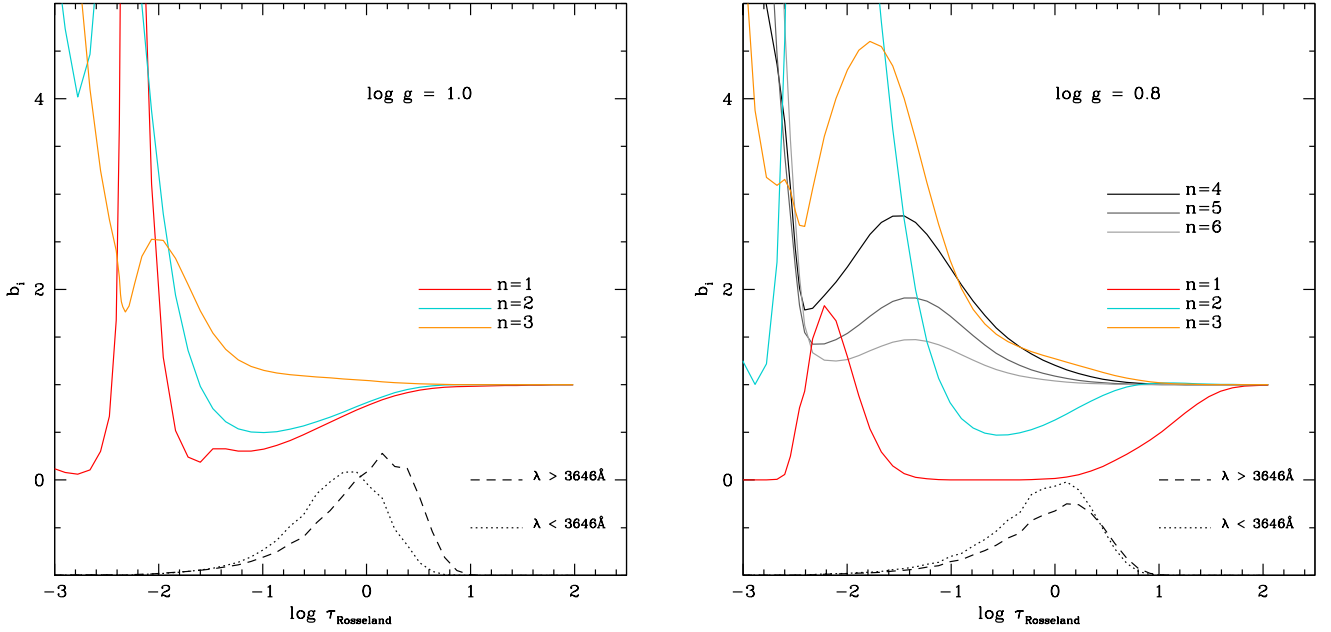 log g = 1.0
4
2
0
b_i
n=1
n=2
n=3
λ > 3646Å
λ < 3646Å
−3 −2 −1 0 1 2
log τ_Rosseland
log g = 0.8
4
2
0
b_i
n=4
n=5
n=6
n=1
n=2
n=3
λ > 3646Å
λ < 3646Å
−3 −2 −1 0 1 2
log τ_Rosseland